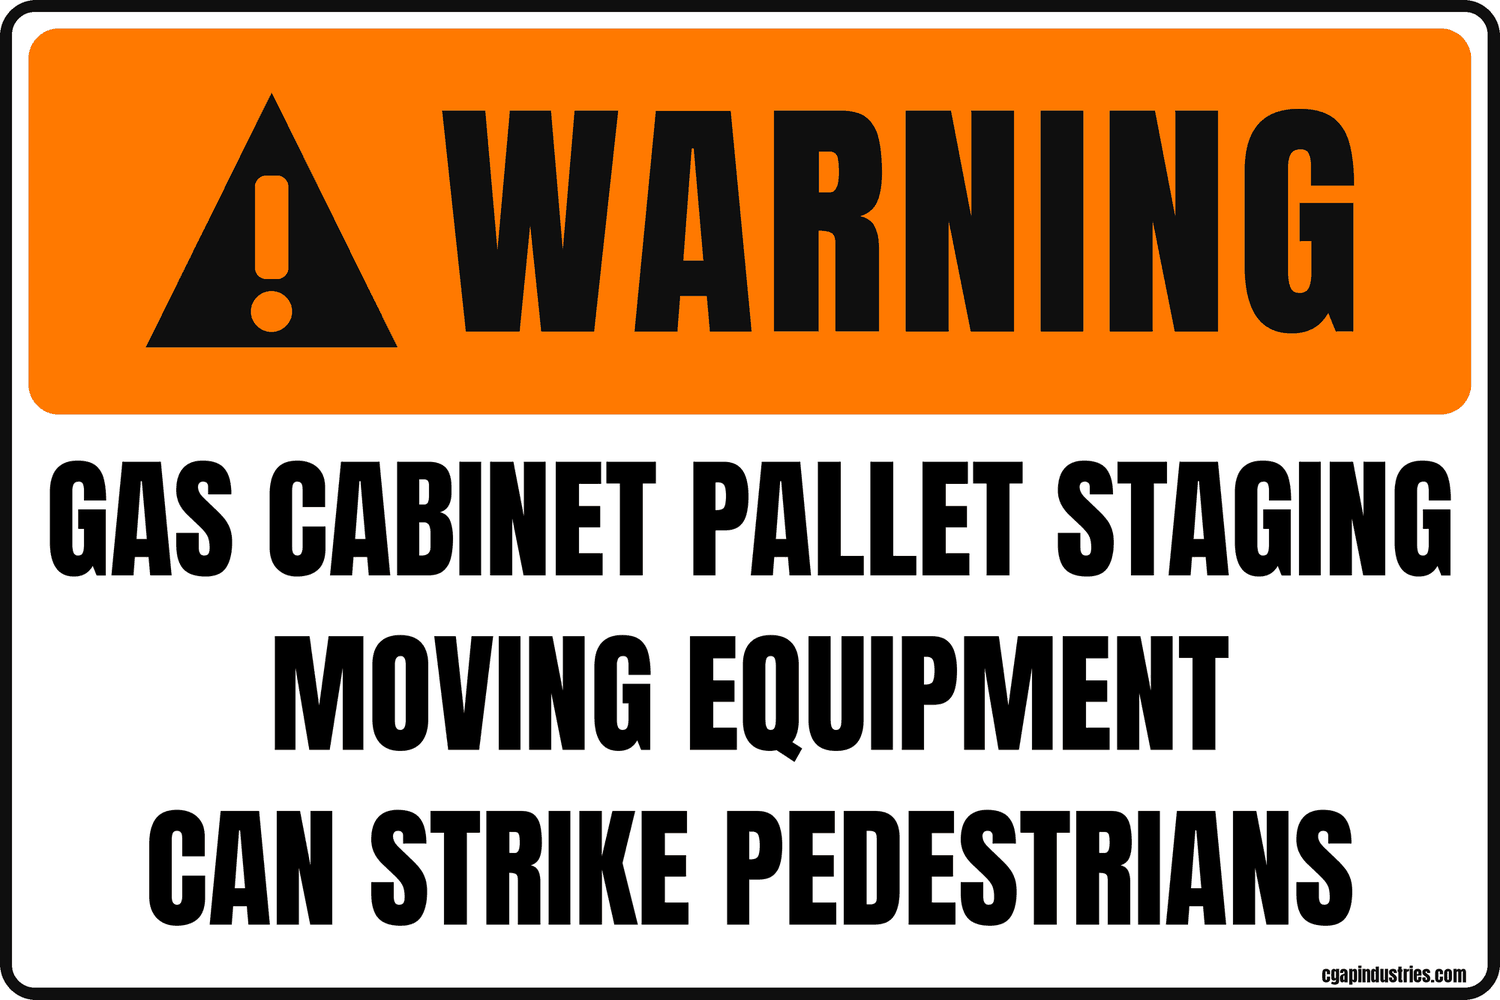 WARNING
GAS CABINET PALLET STAGING
MOVING EQUIPMENT
CAN STRIKE PEDESTRIANS
cgapindustries.com